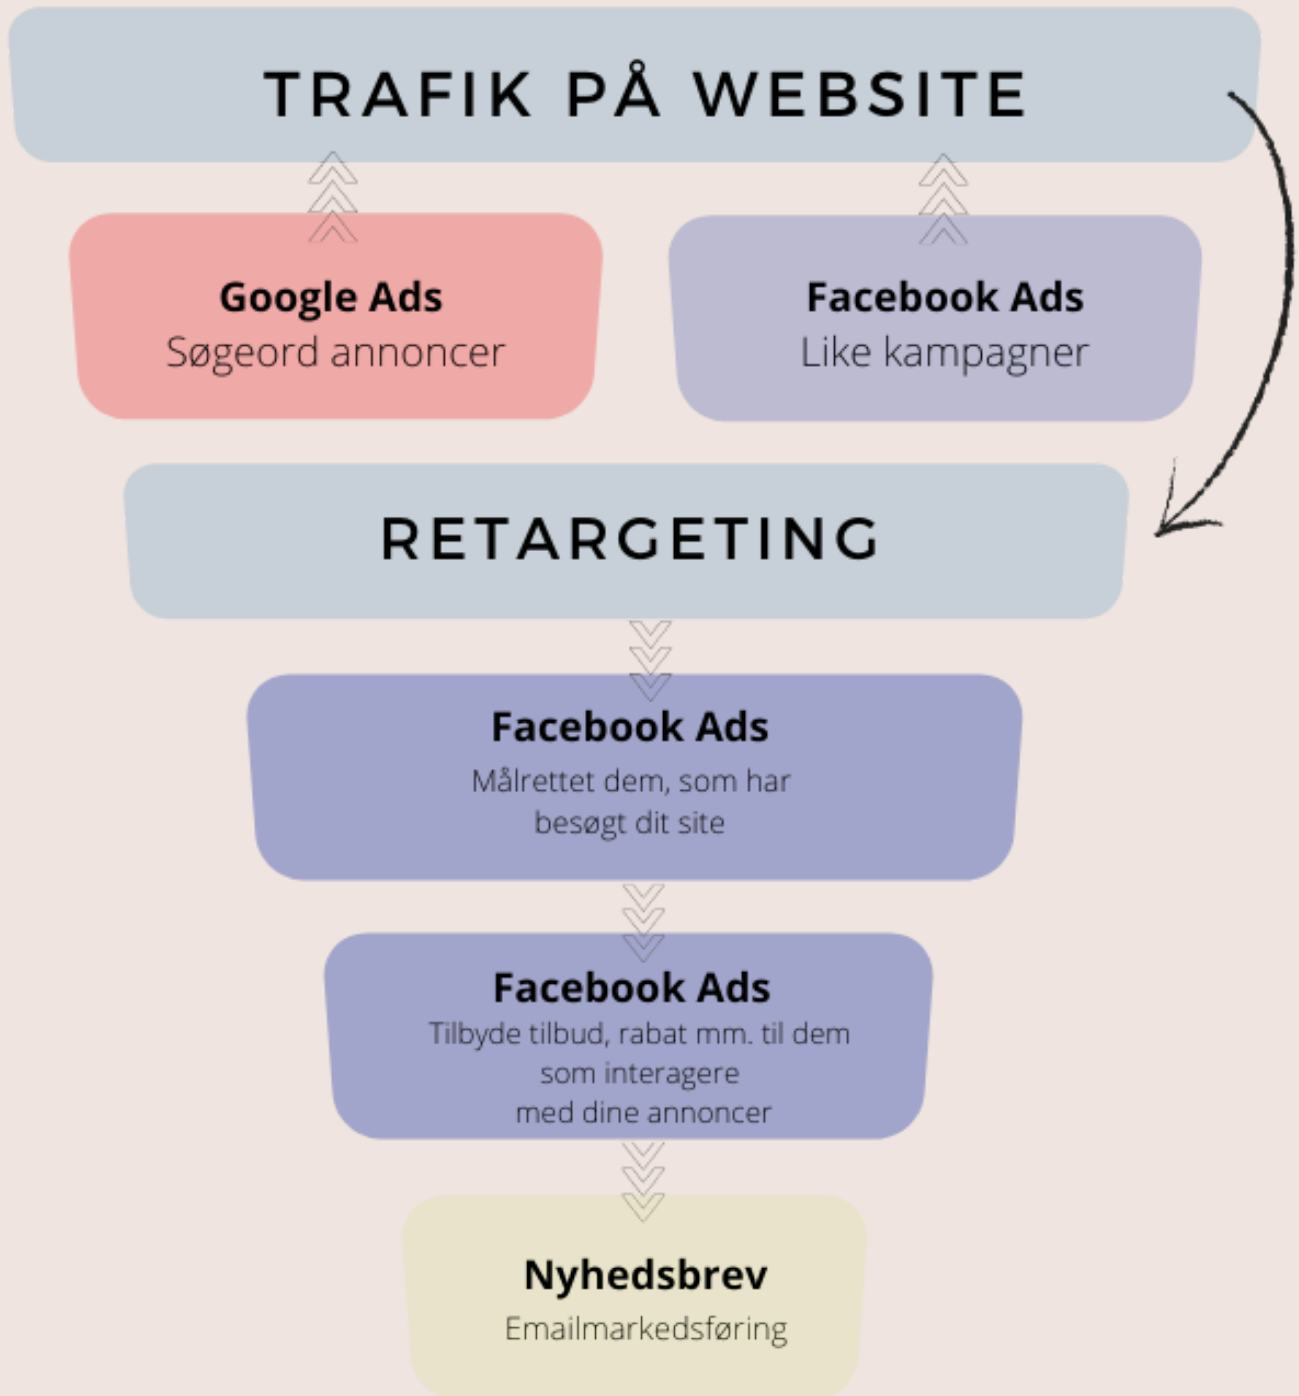 TRAFIK PÅ WEBSITE
Google Ads
Søgeord annoncer
Facebook Ads
Like kampagner
RETARGETING
Facebook Ads
Målrettet dem, som har
besøgt dit site
Facebook Ads
Tilbyde tilbud, rabat mm. til dem
som interagere
med dine annoncer
Nyhedsbrev
Emailmarkedsføring